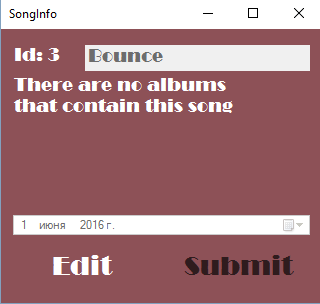 SongInfo
Id: 3 Bounce
There are no albums
that contain this song
1 июня 2016 г.
Edit Submit